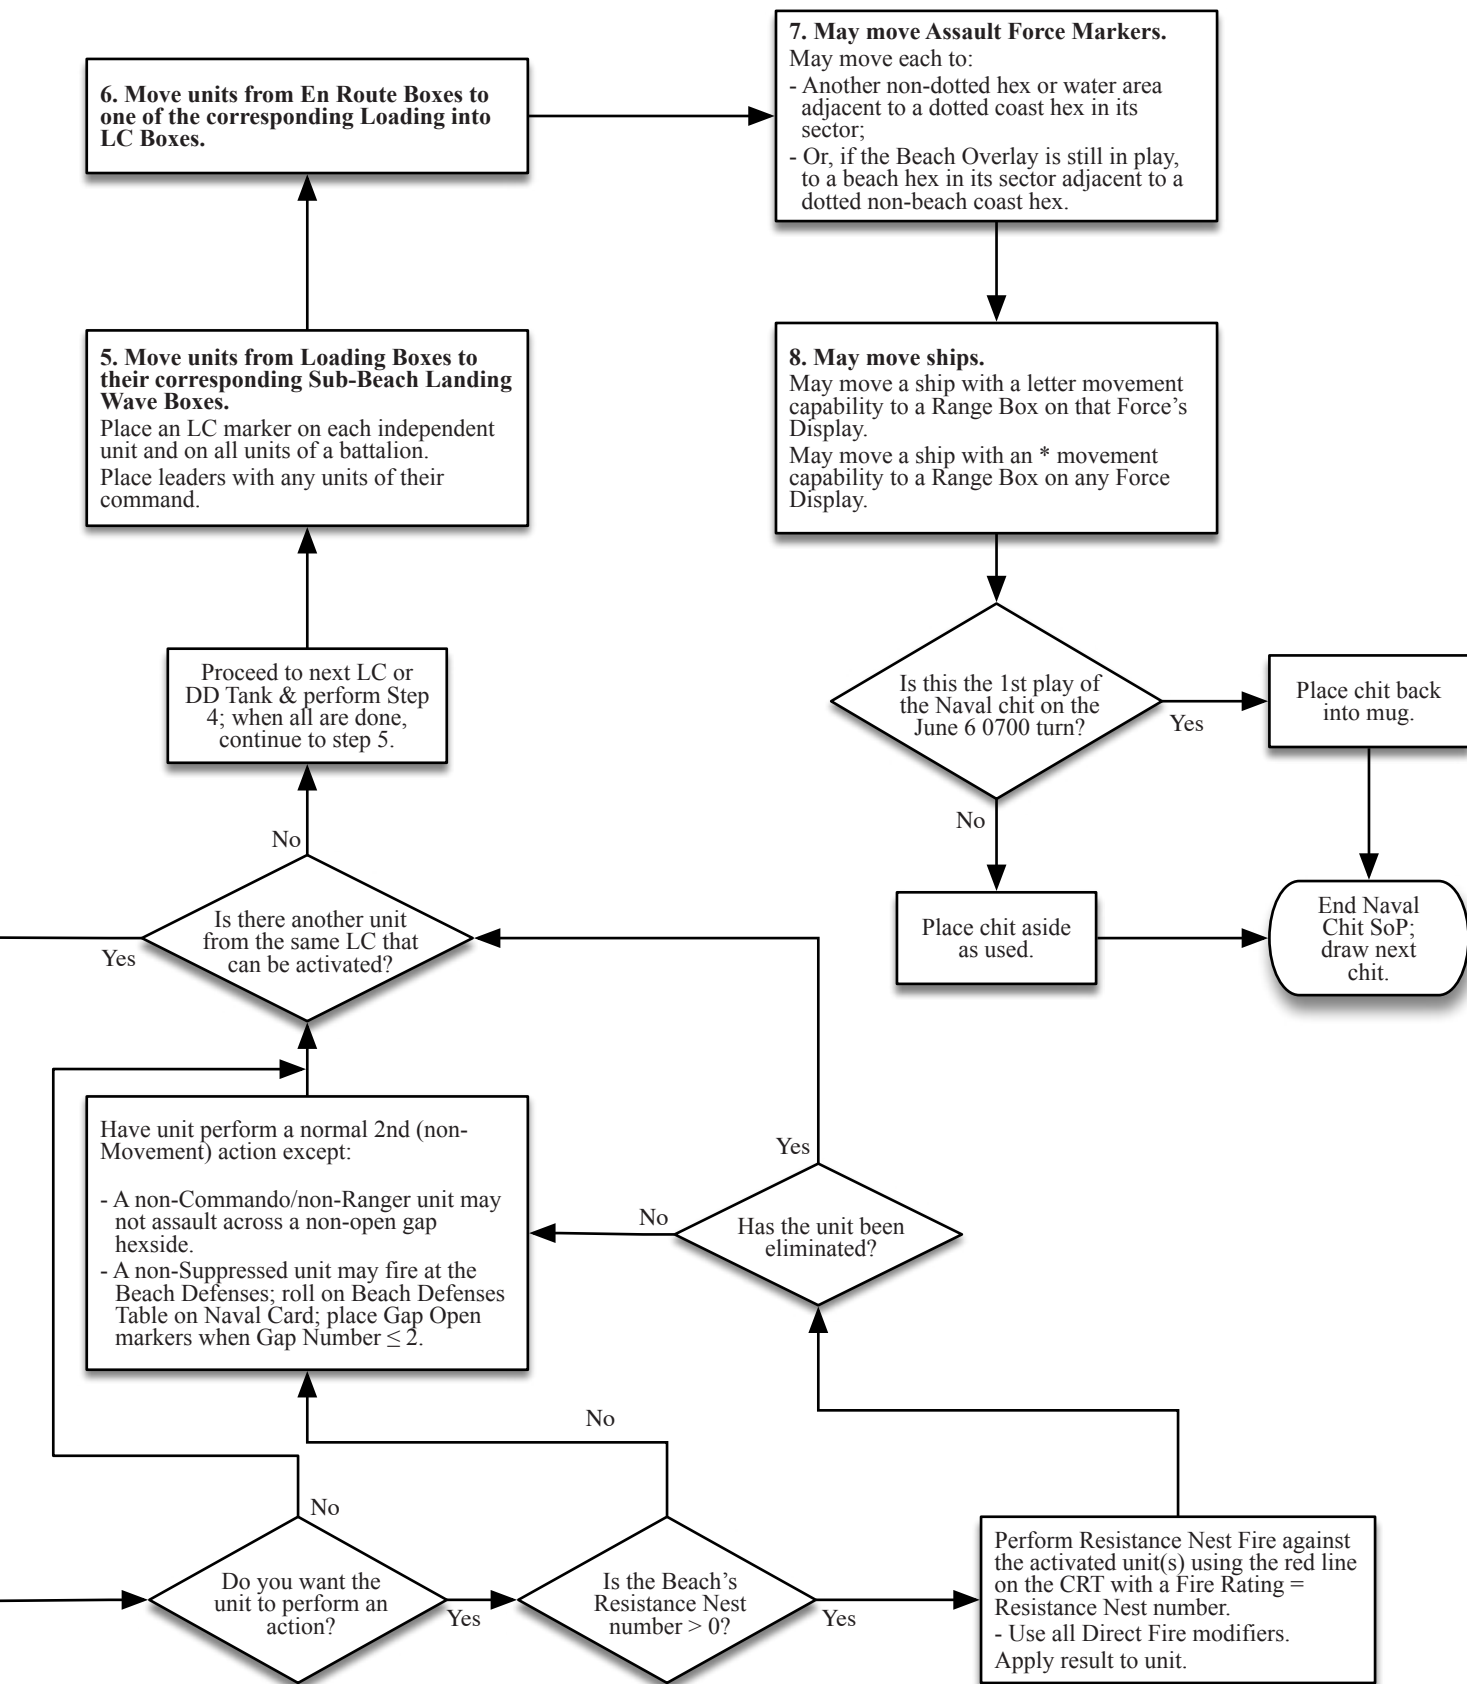 7. May move Assault Force Markers.
May move each to:
- Another non-dotted hex or water area
adjacent to a dotted coast hex in its
sector;
- Or, if the Beach Overlay is still in play,
to a beach hex in its sector adjacent to a
dotted non-beach coast hex.
6. Move units from En Route Boxes to
one of the corresponding Loading into
LC Boxes.
5. Move units from Loading Boxes to
their corresponding Sub-Beach Landing
Wave Boxes.
Place an LC marker on each independent
unit and on all units of a battalion.
Place leaders with any units of their
command.
8. May move ships.
May move a ship with a letter movement
capability to a Range Box on that Force’s
Display.
May move a ship with an * movement
capability to a Range Box on any Force
Display.
Proceed to next LC or
DD Tank & perform Step
4; when all are done,
continue to step 5.
Is this the 1st play of
the Naval chit on the
June 6 0700 turn?
Yes
Place chit back
into mug.
No
No
Is there another unit
from the same LC that
can be activated?
Yes
Place chit aside
as used.
End Naval
Chit SoP;
draw next
chit.
Have unit perform a normal 2nd (non-
Movement) action except:
- A non-Commando/non-Ranger unit may
not assault across a non-open gap
hexside.
- A non-Suppressed unit may fire at the
Beach Defenses; roll on Beach Defenses
Table on Naval Card; place Gap Open
markers when Gap Number ≤ 2.
Yes
No
Has the unit been
eliminated?
No
No
Do you want the
unit to perform an
action?
Yes
Is the Beach’s
Resistance Nest
number > 0?
Yes
Perform Resistance Nest Fire against
the activated unit(s) using the red line
on the CRT with a Fire Rating =
Resistance Nest number.
- Use all Direct Fire modifiers.
Apply result to unit.